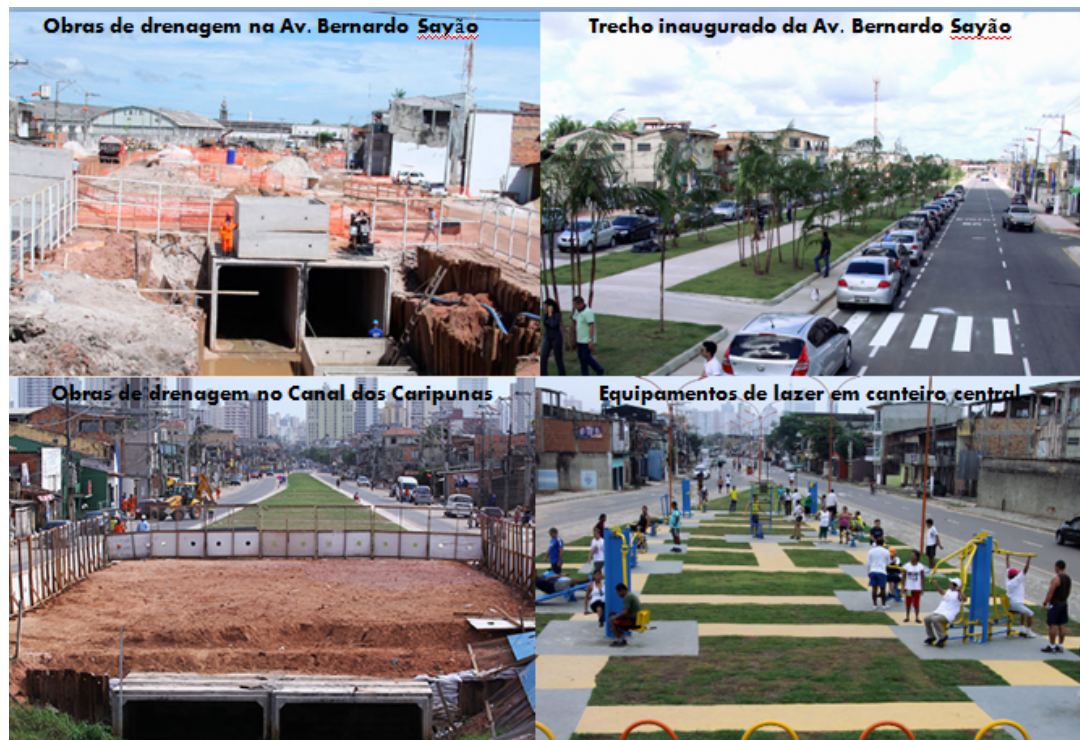 Obras de drenagem na Av. Bernardo Sayão
Trecho inaugurado da Av. Bernardo Sayão
Obras de drenagem no Canal dos Caripunas
Equipamentos de lazer em canteiro central